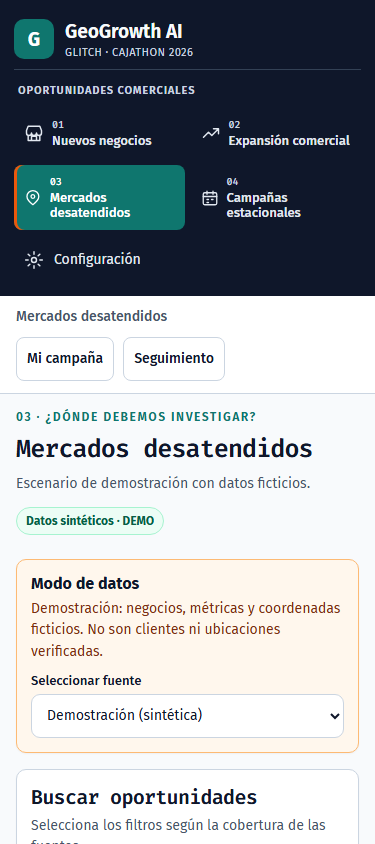 G
GeoGrowth AI
GLITCH · CAJATHON 2026
OPORTUNIDADES COMERCIALES
01
Nuevos negocios
02
Expansión comercial
03
Mercados
desatendidos
04
Campañas
estacionales
Configuración
Mercados desatendidos
Mi campaña
Seguimiento
03 · ¿DÓNDE DEBEMOS INVESTIGAR?
Mercados desatendidos
Escenario de demostración con datos ficticios.
Datos sintéticos · DEMO
Modo de datos
Demostración: negocios, métricas y coordenadas
ficticios. No son clientes ni ubicaciones
verificadas.
Seleccionar fuente
Demostración (sintética)
Buscar oportunidades
Selecciona los filtros según la cobertura de las
fuentes.